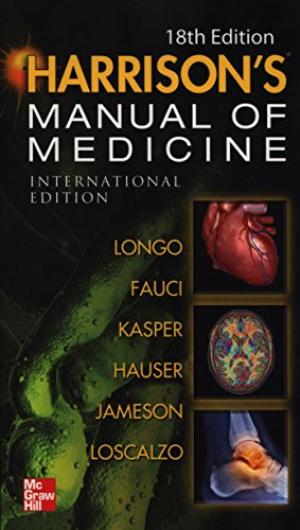 18th Edition
HARRISON'S
MANUAL OF
MEDICINE
INTERNATIONAL
EDITION
LONGO
FAUCI
KASPER
HAUSER
JAMESON
LOSCALZO
Mc
Graw
Hill